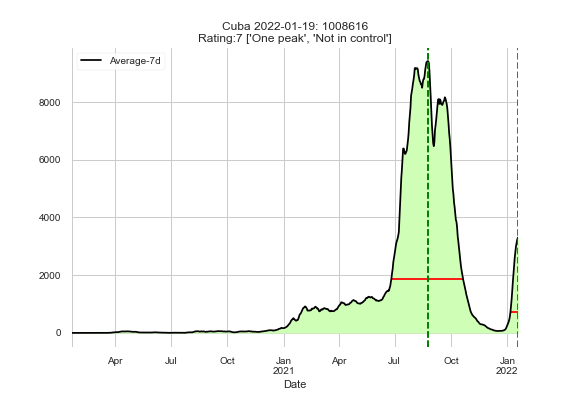 Cuba 2022-01-19: 1008616
Rating:7 ['One peak', 'Not in control']
Average-7d
8000
6000
4000
2000
0
Apr
Jul
Oct
Jan
2021
Apr
Jul
Oct
Jan
2022
Date